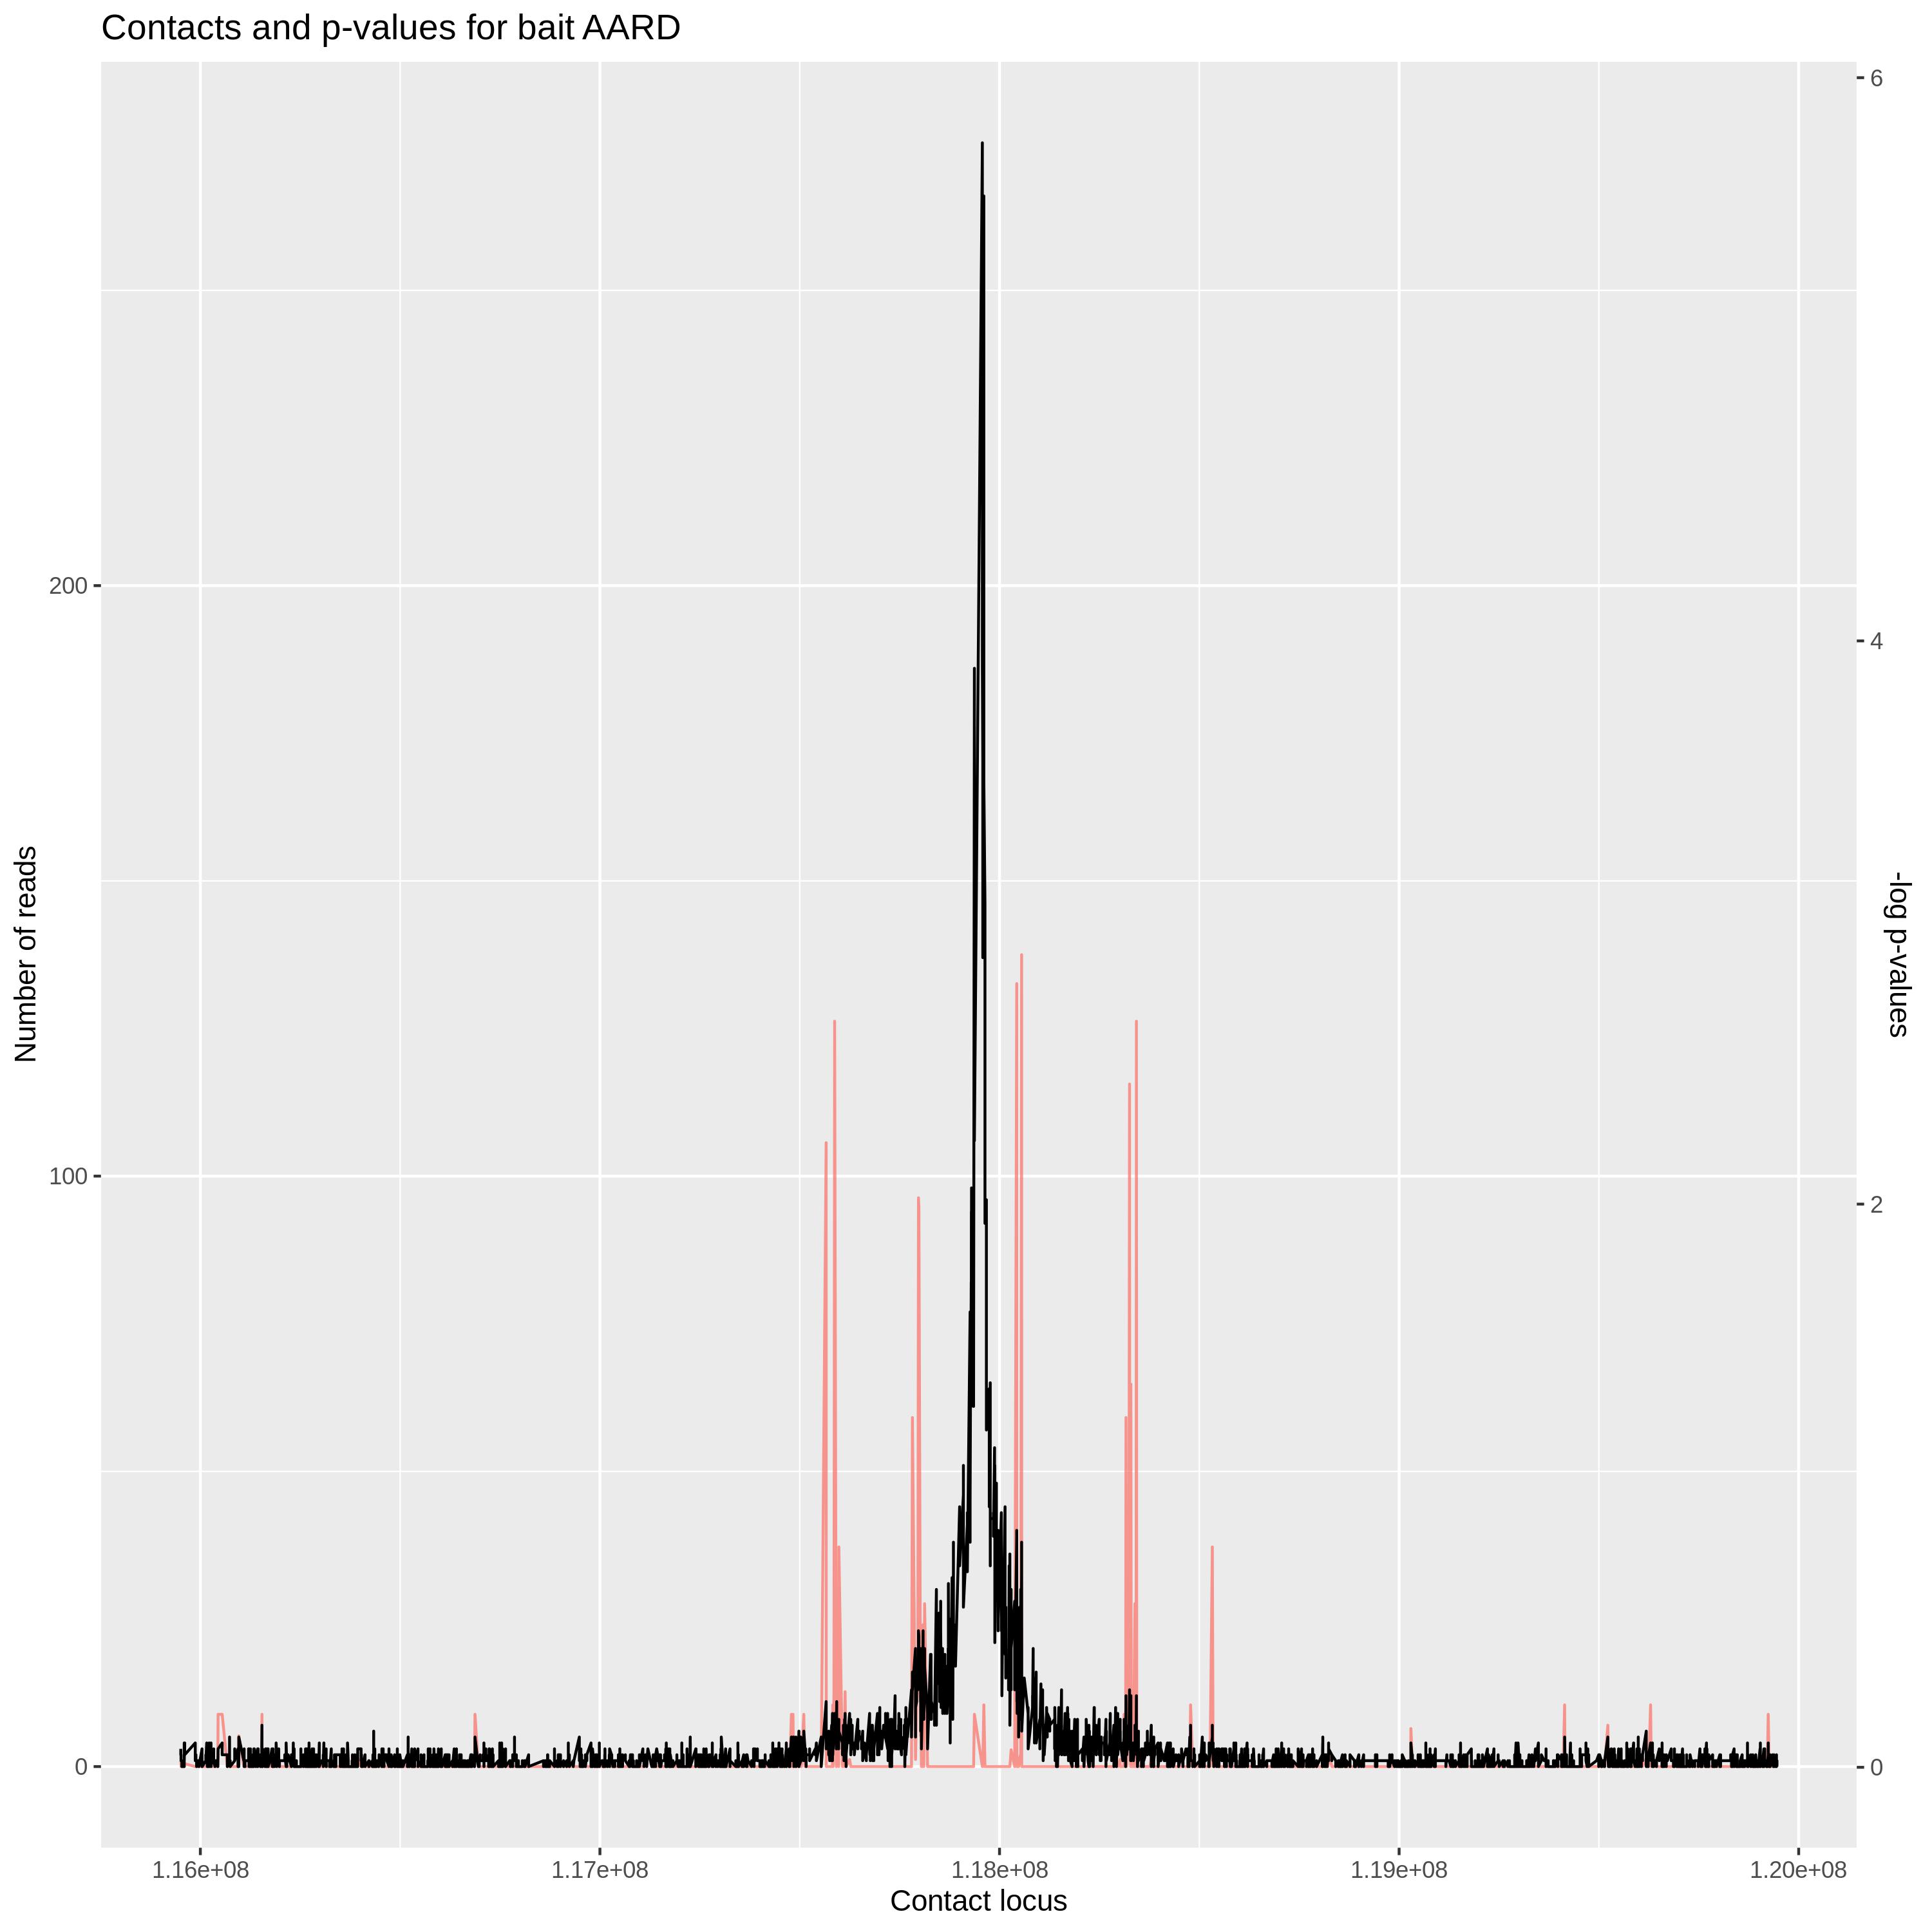 Contacts and p-values for bait AARD
6
200
4
Number of reads
-log p-values
100
2
0
0
1.16e+08
1.17e+08
1.18e+08
1.19e+08
1.20e+08
Contact locus